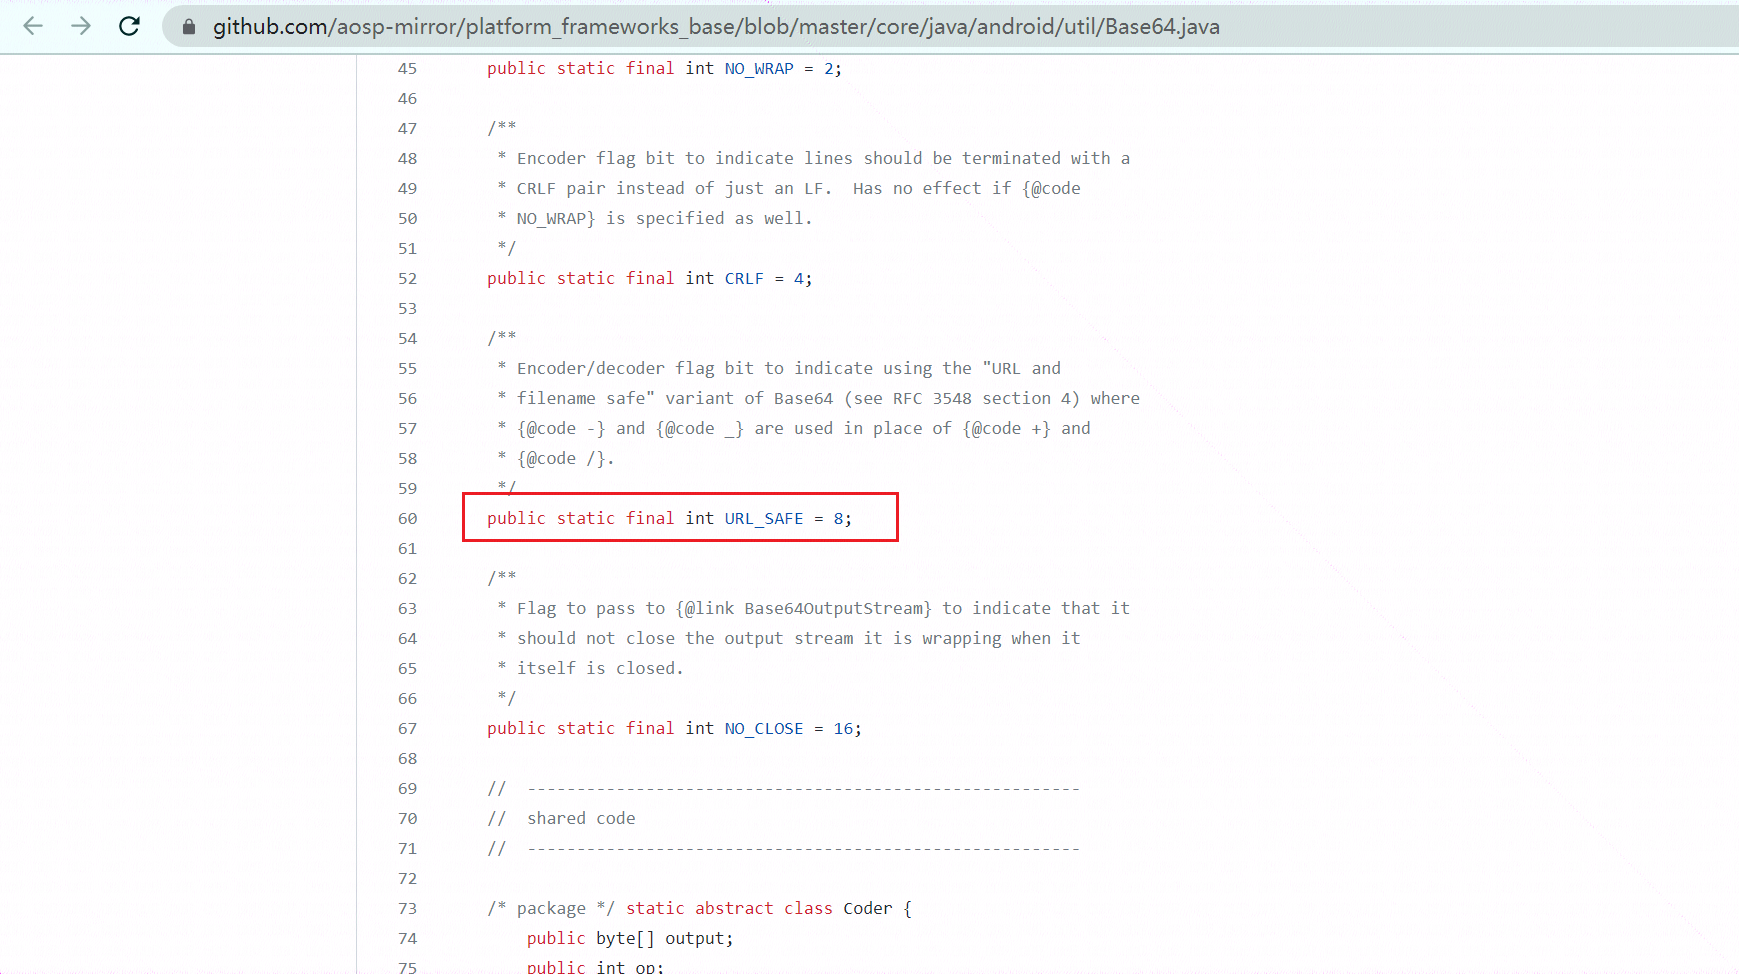 github.com/aosp-mirror/platform_frameworks_base/blob/master/core/java/android/util/Base64.java
45 public static final int NO_WRAP = 2;
46
47 /**
48 * Encoder flag bit to indicate lines should be terminated with a
49 * CRLF pair instead of just an LF.  Has no effect if {@code
50 * NO_WRAP} is specified as well.
51 */
52 public static final int CRLF = 4;
53
54 /**
55 * Encoder/decoder flag bit to indicate using the "URL and
56 * filename safe" variant of Base64 (see RFC 3548 section 4) where
57 * {@code -} and {@code _} are used in place of {@code +} and
58 * {@code /}.
59 */
60 public static final int URL_SAFE = 8;
61
62 /**
63 * Flag to pass to {@link Base64OutputStream} to indicate that it
64 * should not close the output stream it is wrapping when it
65 * itself is closed.
66 */
67 public static final int NO_CLOSE = 16;
68
69 //  --------------------------------------------------------
70 //  shared code
71 //  --------------------------------------------------------
72
73 /* package */ static abstract class Coder {
74 public byte[] output;
75 public int op;